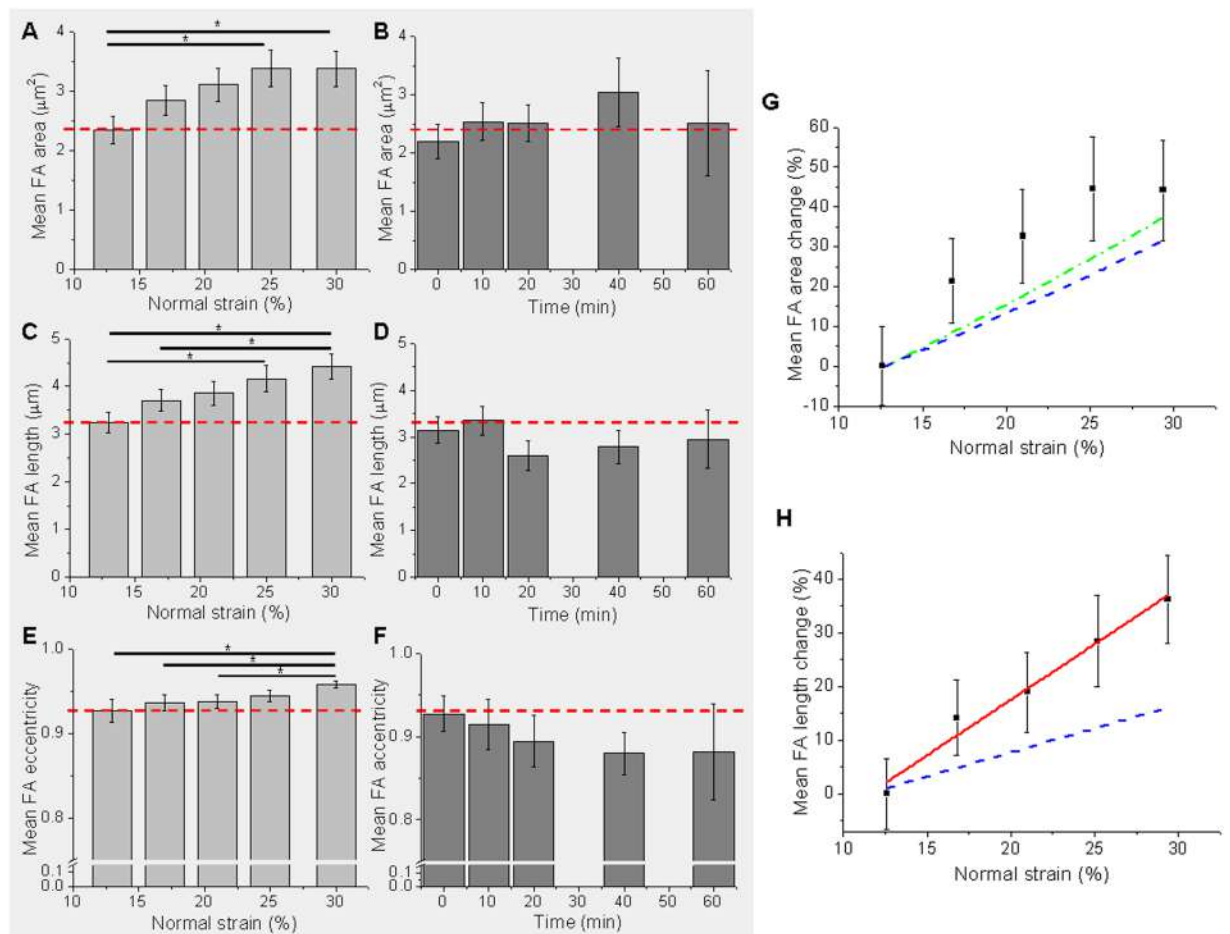 A
*
*
Mean FA area (μm²)
4
3
2
1
0
10 15 20 25 30
Normal strain (%)
B
Mean FA area (μm²)
4
3
2
1
0
0 10 20 30 40 50 60
Time (min)
C
*
*
*
Mean FA length (μm)
5
4
3
2
1
0
10 15 20 25 30
Normal strain (%)
D
Mean FA length (μm)
5
4
3
2
1
0
0 10 20 30 40 50 60
Time (min)
E
*
*
*
Mean FA eccentricity
1.0
0.9
0.8
0.1
0.0
10 15 20 25 30
Normal strain (%)
F
Mean FA accentricity
1.0
0.9
0.8
0.1
0.0
0 10 20 30 40 50 60
Time (min)
G
Mean FA area change (%)
60
50
40
30
20
10
0
-10
10 15 20 25 30
Normal strain (%)
H
Mean FA length change (%)
40
30
20
10
0
10 15 20 25 30
Normal strain (%)